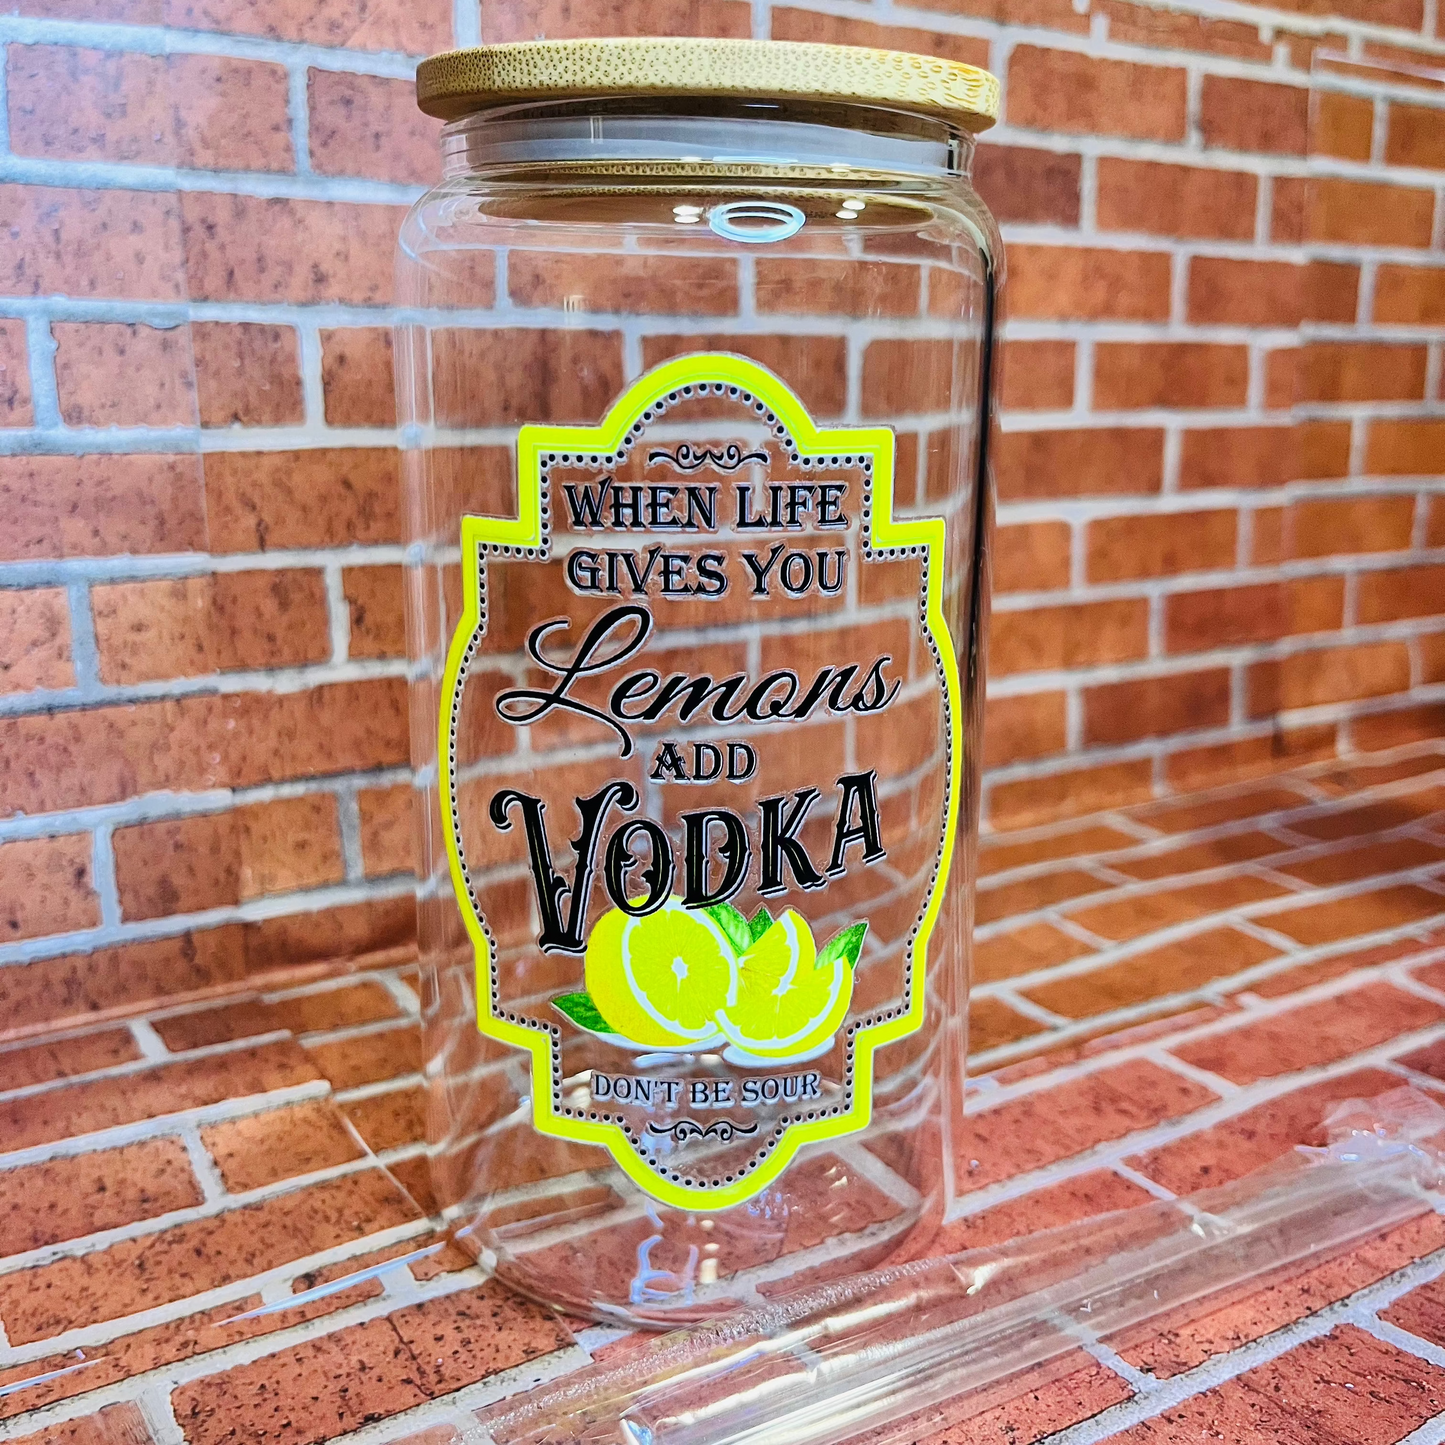 WHEN LIFE
GIVES YOU
Lemons
ADD
VODKA
DON'T BE SOUR